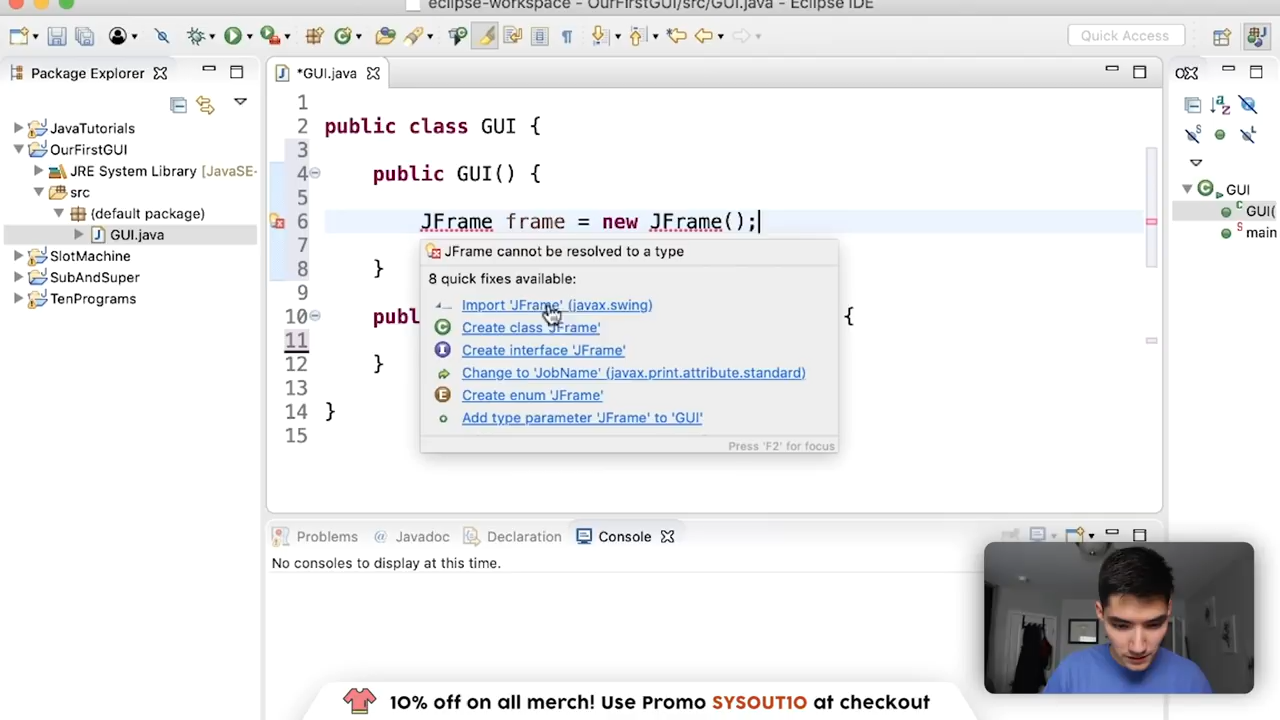 eclipse-workspace - OurFirstGUI/src/GUI.java - Eclipse IDE
Quick Access
Package Explorer
JavaTutorials
OurFirstGUI
JRE System Library [JavaSE-
src
(default package)
GUI.java
SlotMachine
SubAndSuper
TenPrograms
*GUI.java
1
2 public class GUI {
3
4 public GUI() {
5
6 JFrame frame = new JFrame();
7
8 }
9
10 publ {
11
12 }
13
14 }
15
JFrame cannot be resolved to a type
8 quick fixes available:
Import 'JFrame' (javax.swing)
Create class 'JFrame'
Create interface 'JFrame'
Change to 'JobName' (javax.print.attribute.standard)
Create enum 'JFrame'
Add type parameter 'JFrame' to 'GUI'
Press 'F2' for focus
GUI
GUI(
main
Problems
@ Javadoc
Declaration
Console
No consoles to display at this time.
10% off on all merch! Use Promo SYSOUT10 at checkout